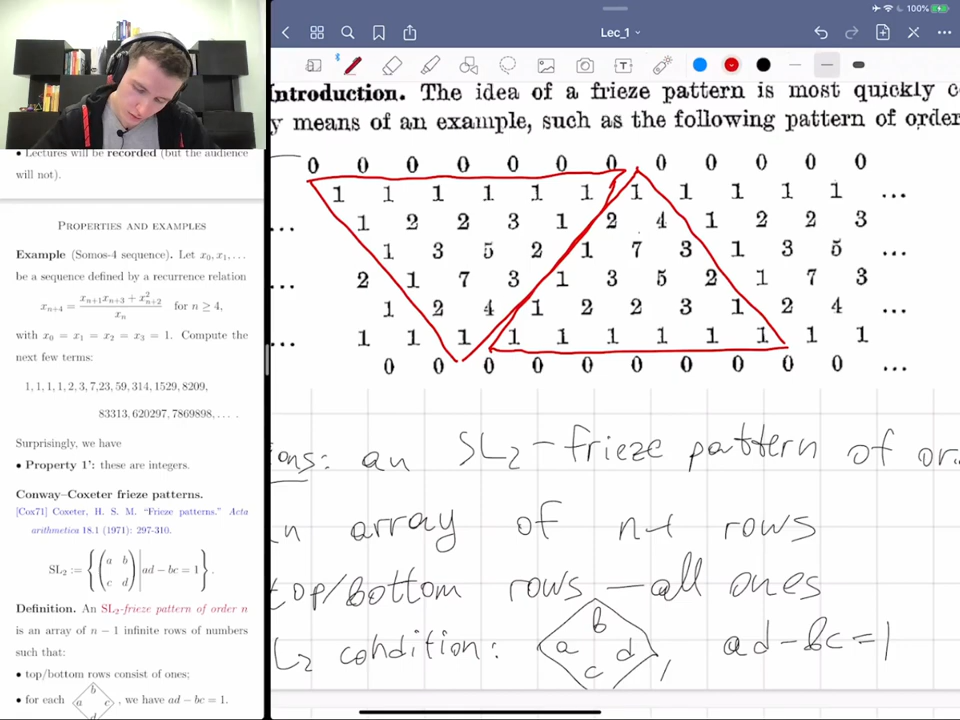 100%
Lec_1
• Lectures will be recorded (but the audience
will not).
PROPERTIES AND EXAMPLES
Example (Somos-4 sequence). Let x₀, x₁, . . .
be a sequence defined by a recurrence relation
xₙ₊₄ = (xₙ₊₁xₙ₊₃ + x²ₙ₊₂) / xₙ for n ≥ 4,
with x₀ = x₁ = x₂ = x₃ = 1. Compute the
next few terms:
1, 1, 1, 1, 2, 3, 7, 23, 59, 314, 1529, 8209,
83313, 620297, 7869898, . . . .
Surprisingly, we have
• Property 1': these are integers.
Conway–Coxeter frieze patterns.
[Cox71] Coxeter, H. S. M. "Frieze patterns." Acta
arithmetica 18.1 (1971): 297-310.
SL₂ := { ( a b c d ) | ad − bc = 1 } .
Definition. An SL₂-frieze pattern of order n
is an array of n − 1 infinite rows of numbers
such that:
• top/bottom rows consist of ones;
• for each a b c d , we have ad − bc = 1.
Introduction. The idea of a frieze pattern is most quickly
y means of an example, such as the following pattern of order
0 0 0 0 0 0 0 0 0 0 0 0
1 1 1 1 1 1 1 1 1 1 1 ...
... 1 2 2 3 1 2 4 1 2 2 3
1 3 5 2 1 7 3 1 3 5 ...
... 2 1 7 3 1 3 5 2 1 7 3
1 2 4 1 2 2 3 1 2 4 ...
... 1 1 1 1 1 1 1 1 1 1 1
0 0 0 0 0 0 0 0 0 0 ...
ons: an SL₂-frieze pattern of or
n array of n-1 rows
top/bottom rows — all ones
L₂ condition: a b c d , ad-bc=1